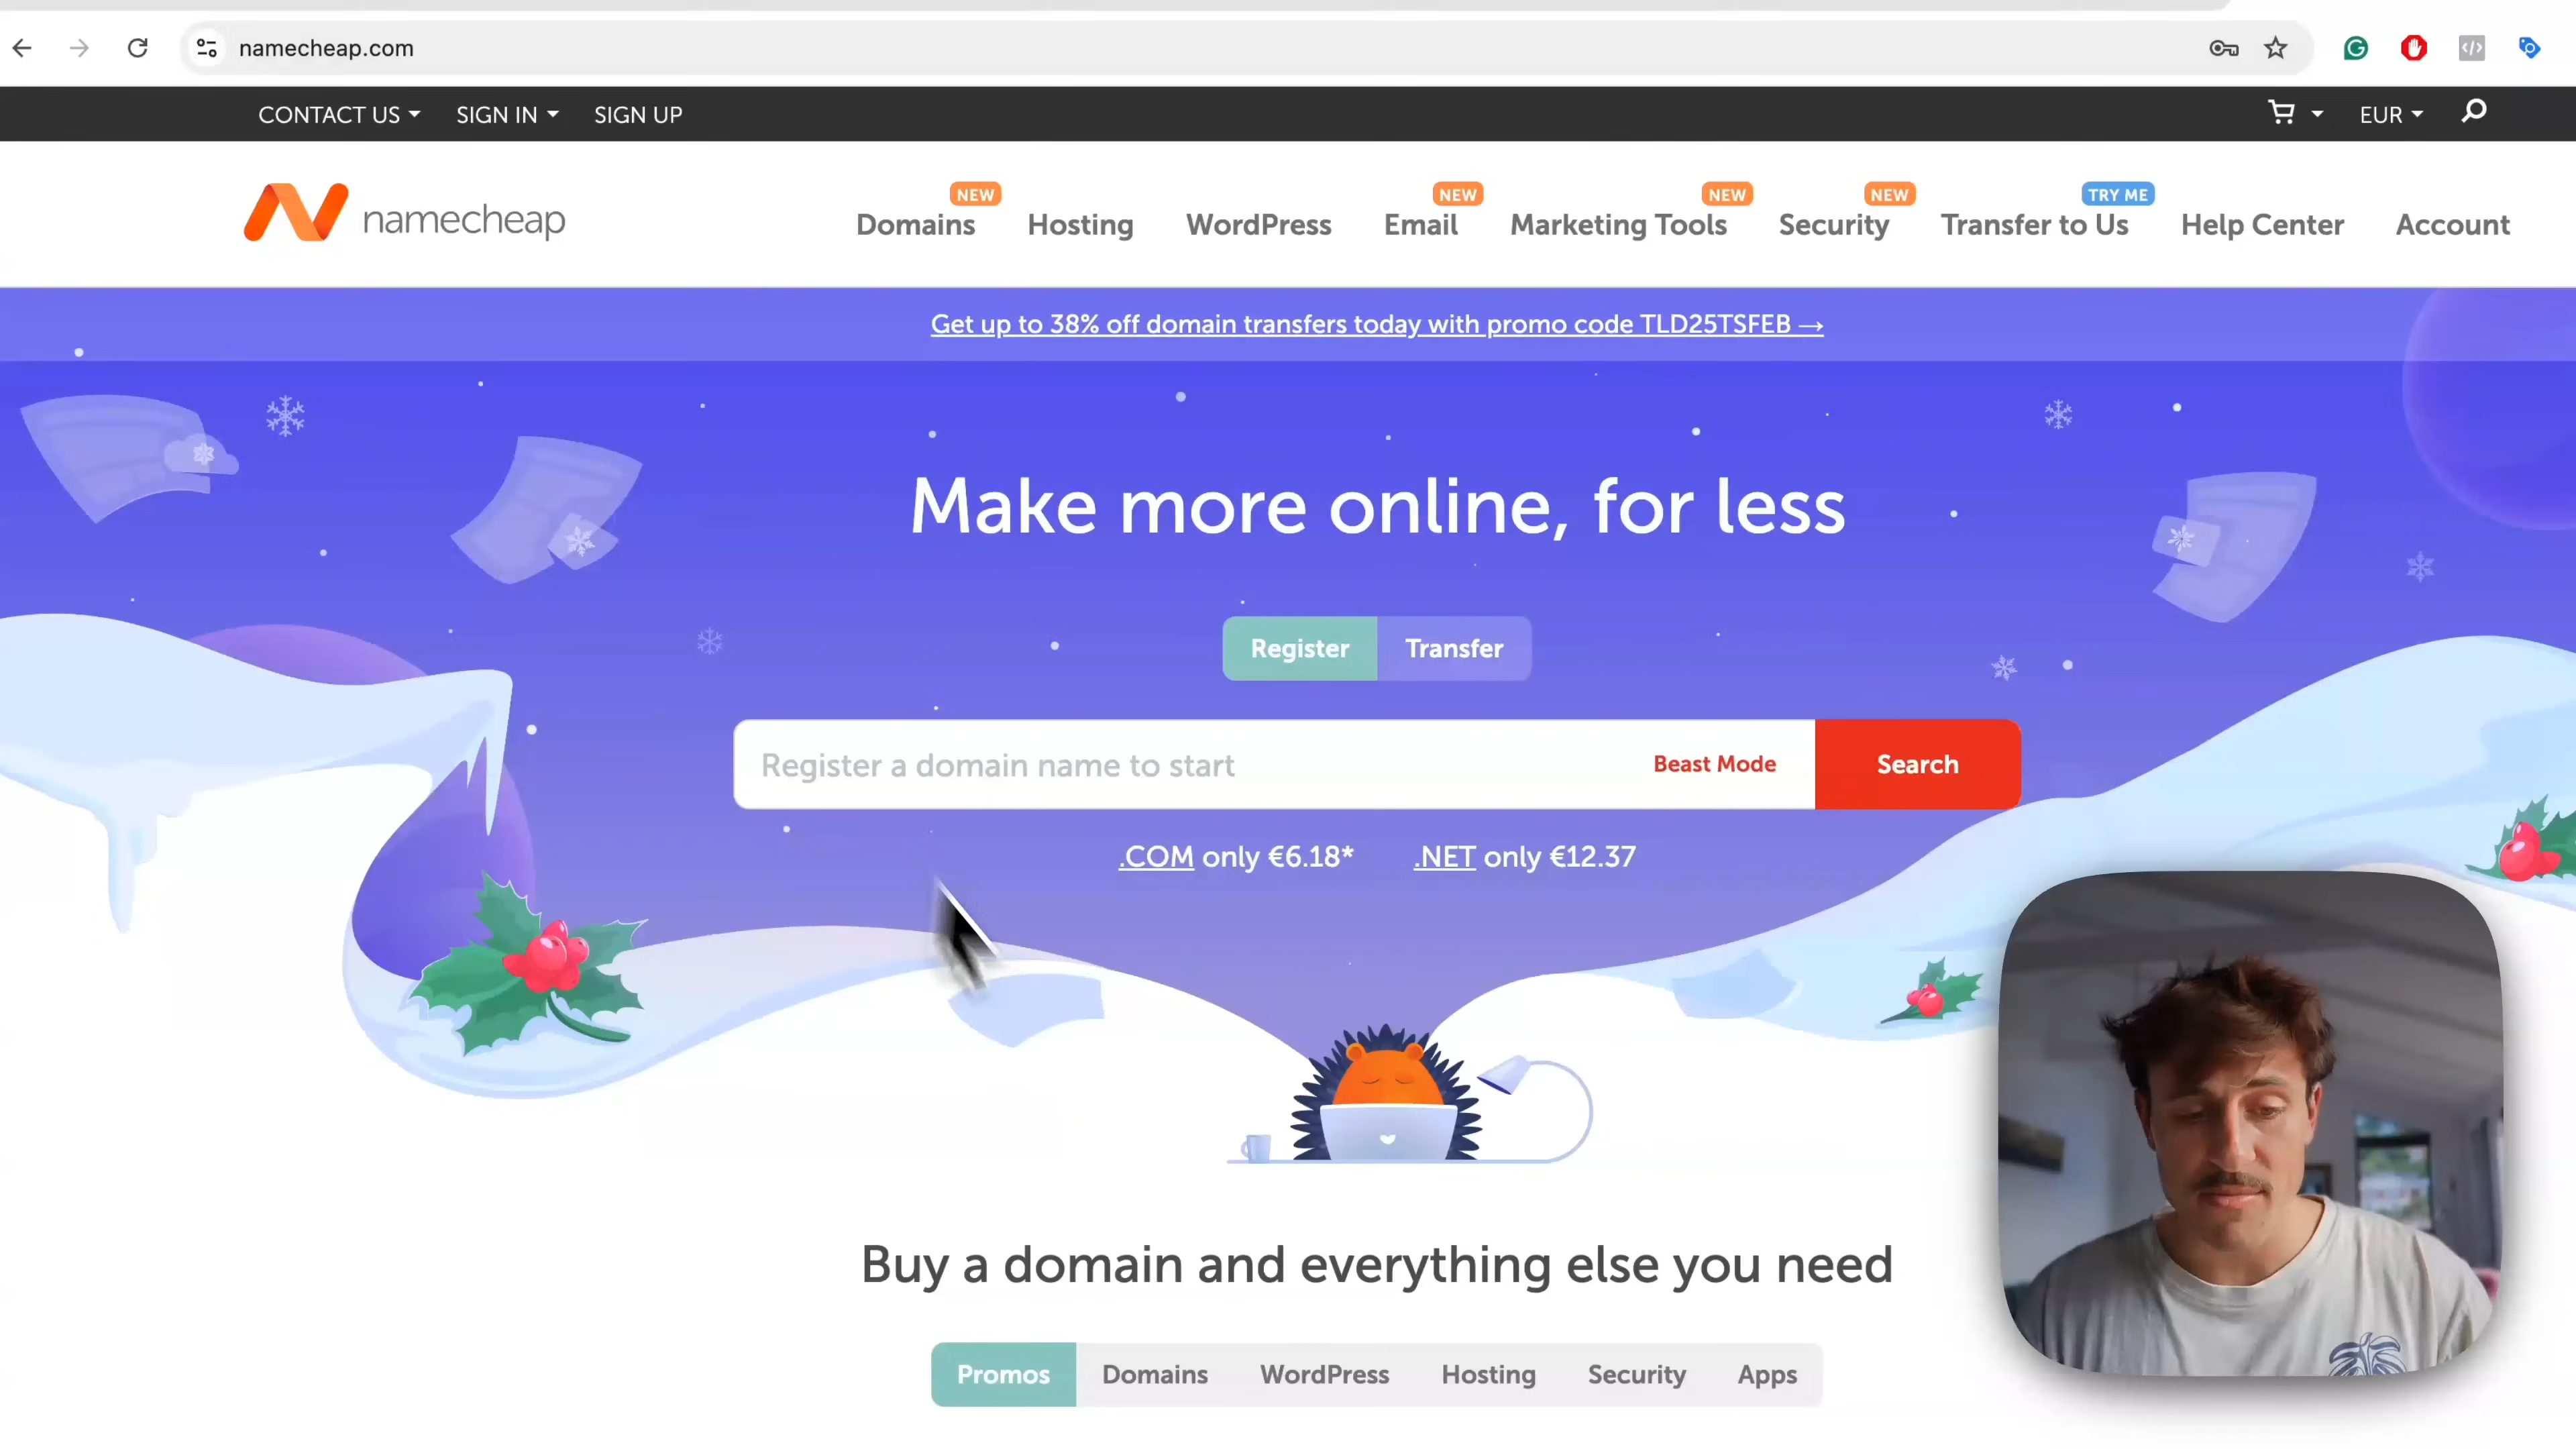 namecheap.com
CONTACT US
SIGN IN
SIGN UP
EUR
namecheap
NEW
Domains
Hosting
WordPress
NEW
Email
NEW
Marketing Tools
NEW
Security
TRY ME
Transfer to Us
Help Center
Account
Get up to 38% off domain transfers today with promo code TLD25TSFEB →
Make more online, for less
Register
Transfer
Register a domain name to start
Beast Mode
Search
.COM only €6.18*
.NET only €12.37
Buy a domain and everything else you need
Promos
Domains
WordPress
Hosting
Security
Apps